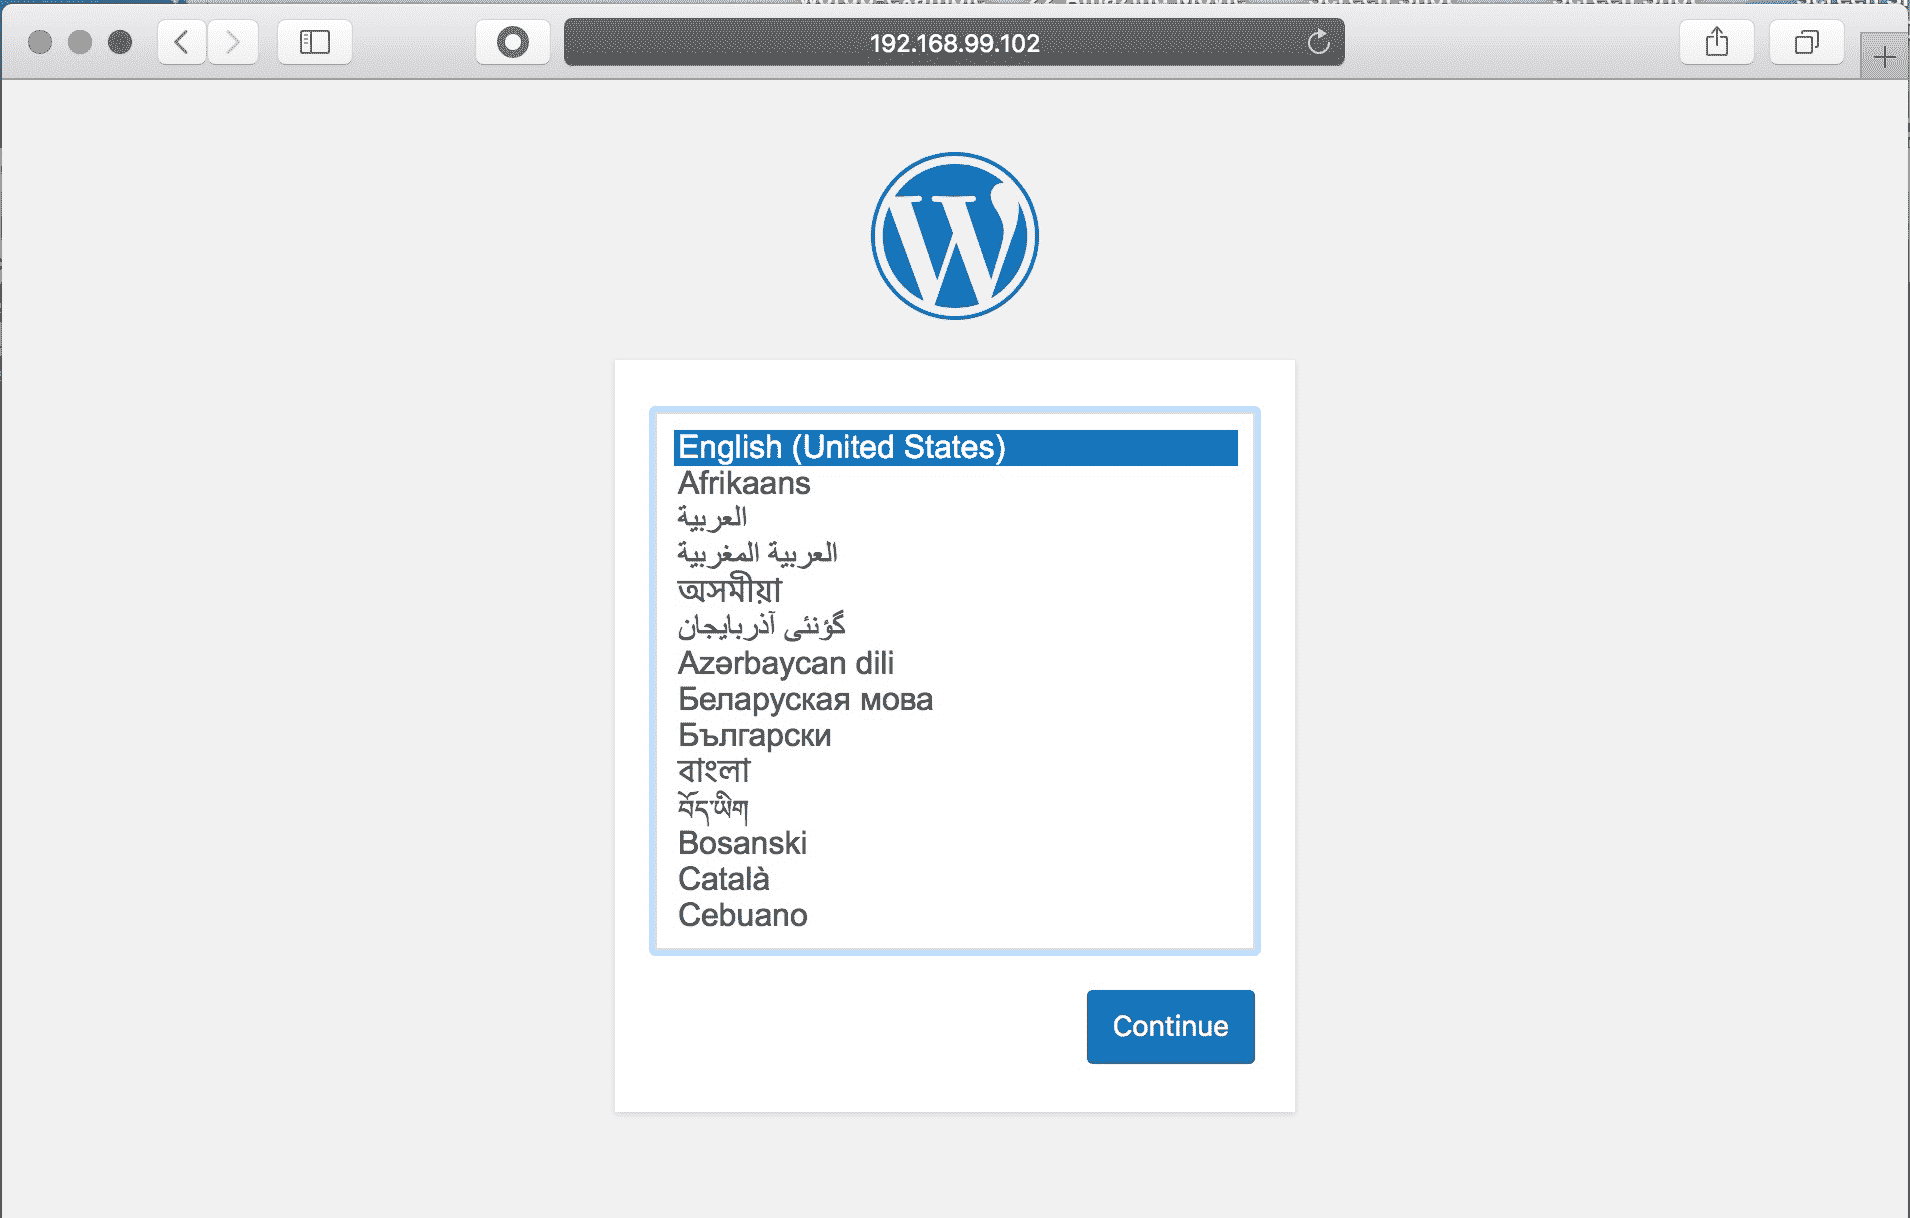 192.168.99.102
English (United States)
Afrikaans
العربية
العربية المغربية
অসমীয়া
گؤنئی آذربایجان
Azərbaycan dili
Беларуская мова
Български
বাংলা
བོད་ཡིག
Bosanski
Català
Cebuano
Continue